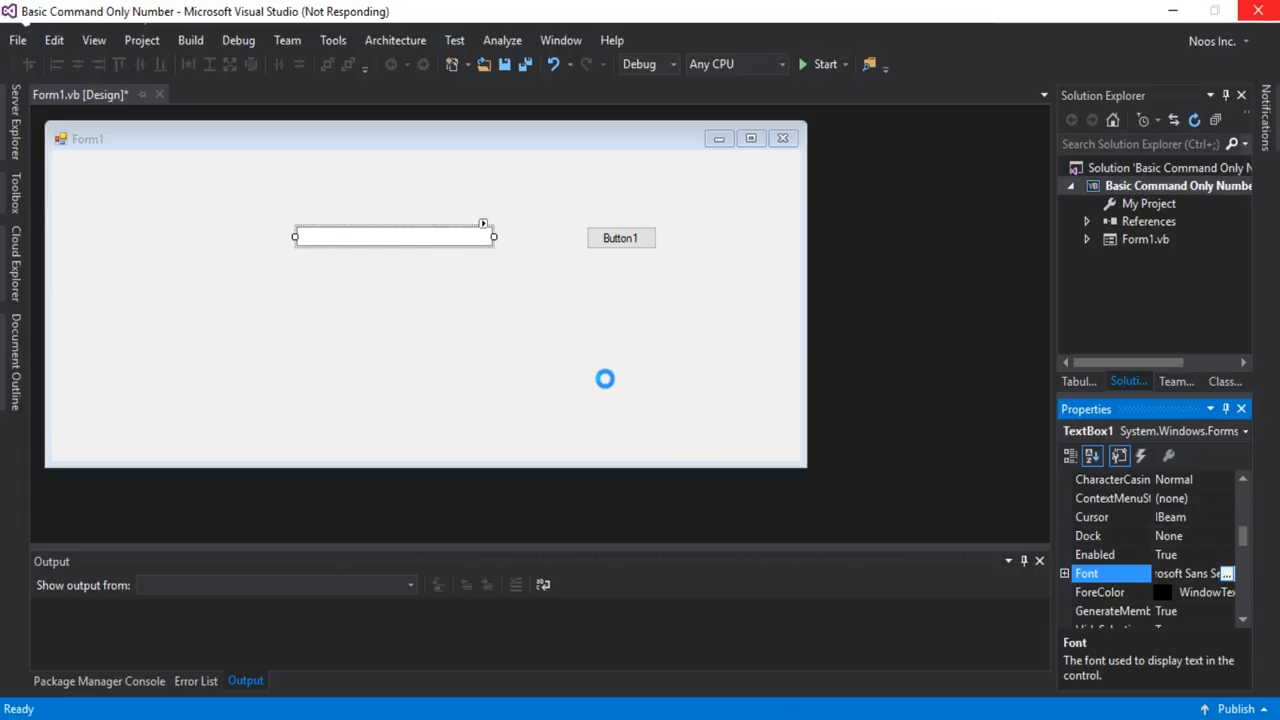 Basic Command Only Number - Microsoft Visual Studio (Not Responding)
File Edit View Project Build Debug Team Tools Architecture Test Analyze Window Help
Noos Inc.
Debug Any CPU Start
Form1.vb [Design]*
Server Explorer
Toolbox
Cloud Explorer
Document Outline
Form1
Button1
Solution Explorer
Search Solution Explorer (Ctrl+;)
Solution 'Basic Command Only N
Basic Command Only Numbe
My Project
References
Form1.vb
Tabul... Soluti... Team... Class...
Notifications
Properties
TextBox1 System.Windows.Forms
CharacterCasin Normal
ContextMenuSt (none)
Cursor IBeam
Dock None
Enabled True
Font rosoft Sans Se ...
ForeColor WindowTex
GenerateMemb True
Font
The font used to display text in the
control.
Output
Show output from:
Package Manager Console Error List Output
Ready
Publish